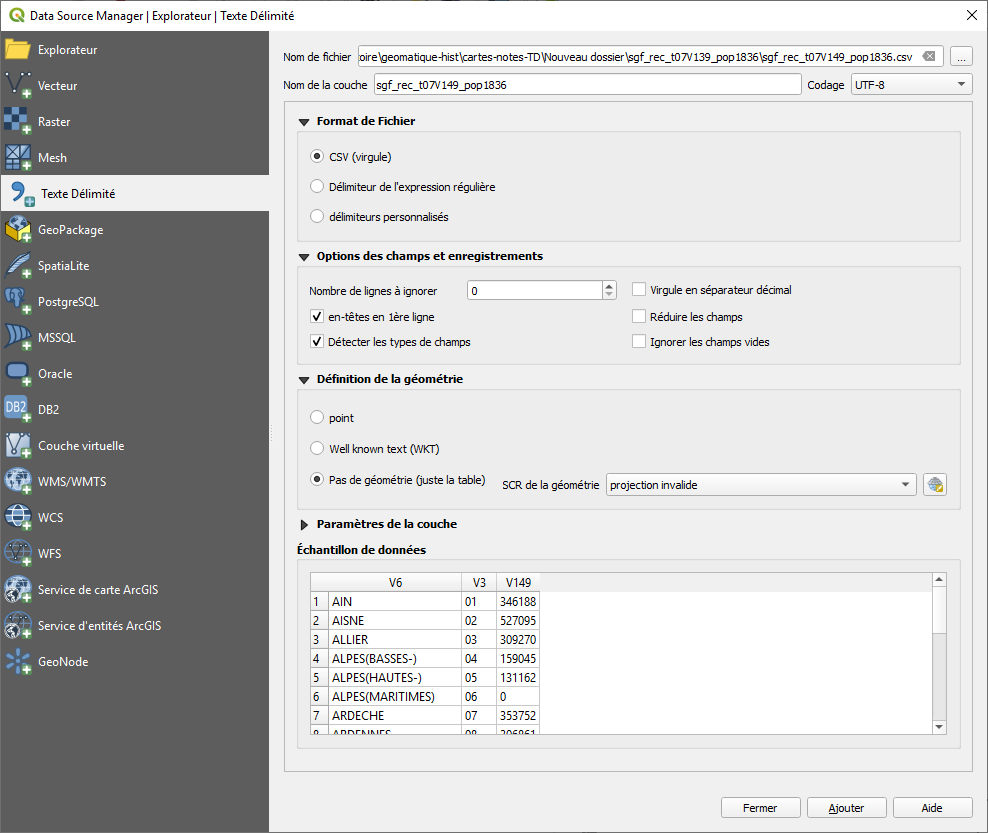 Data Source Manager | Explorateur | Texte Délimité
Explorateur
Vecteur
Raster
Mesh
Texte Délimité
GeoPackage
SpatiaLite
PostgreSQL
MSSQL
Oracle
DB2 DB2
Couche virtuelle
WMS/WMTS
WCS
WFS
Service de carte ArcGIS
Service d'entités ArcGIS
GeoNode
Nom de fichier oire\geomatique-hist\cartes-notes-TD\Nouveau dossier\sgf_rec_t07V139_pop1836\sgf_rec_t07V149_pop1836.csv ...
Nom de la couche sgf_rec_t07V149_pop1836 Codage UTF-8
Format de Fichier
CSV (virgule)
Délimiteur de l'expression régulière
délimiteurs personnalisés
Options des champs et enregistrements
Nombre de lignes à ignorer 0 Virgule en séparateur décimal
en-têtes en 1ère ligne Réduire les champs
Détecter les types de champs Ignorer les champs vides
Définition de la géométrie
point
Well known text (WKT)
Pas de géométrie (juste la table) SCR de la géométrie projection invalide
Paramètres de la couche
Échantillon de données
V6 V3 V149
1 AIN 01 346188
2 AISNE 02 527095
3 ALLIER 03 309270
4 ALPES(BASSES-) 04 159045
5 ALPES(HAUTES-) 05 131162
6 ALPES(MARITIMES) 06 0
7 ARDECHE 07 353752
8 ARDENNES 08 306861
Fermer Ajouter Aide